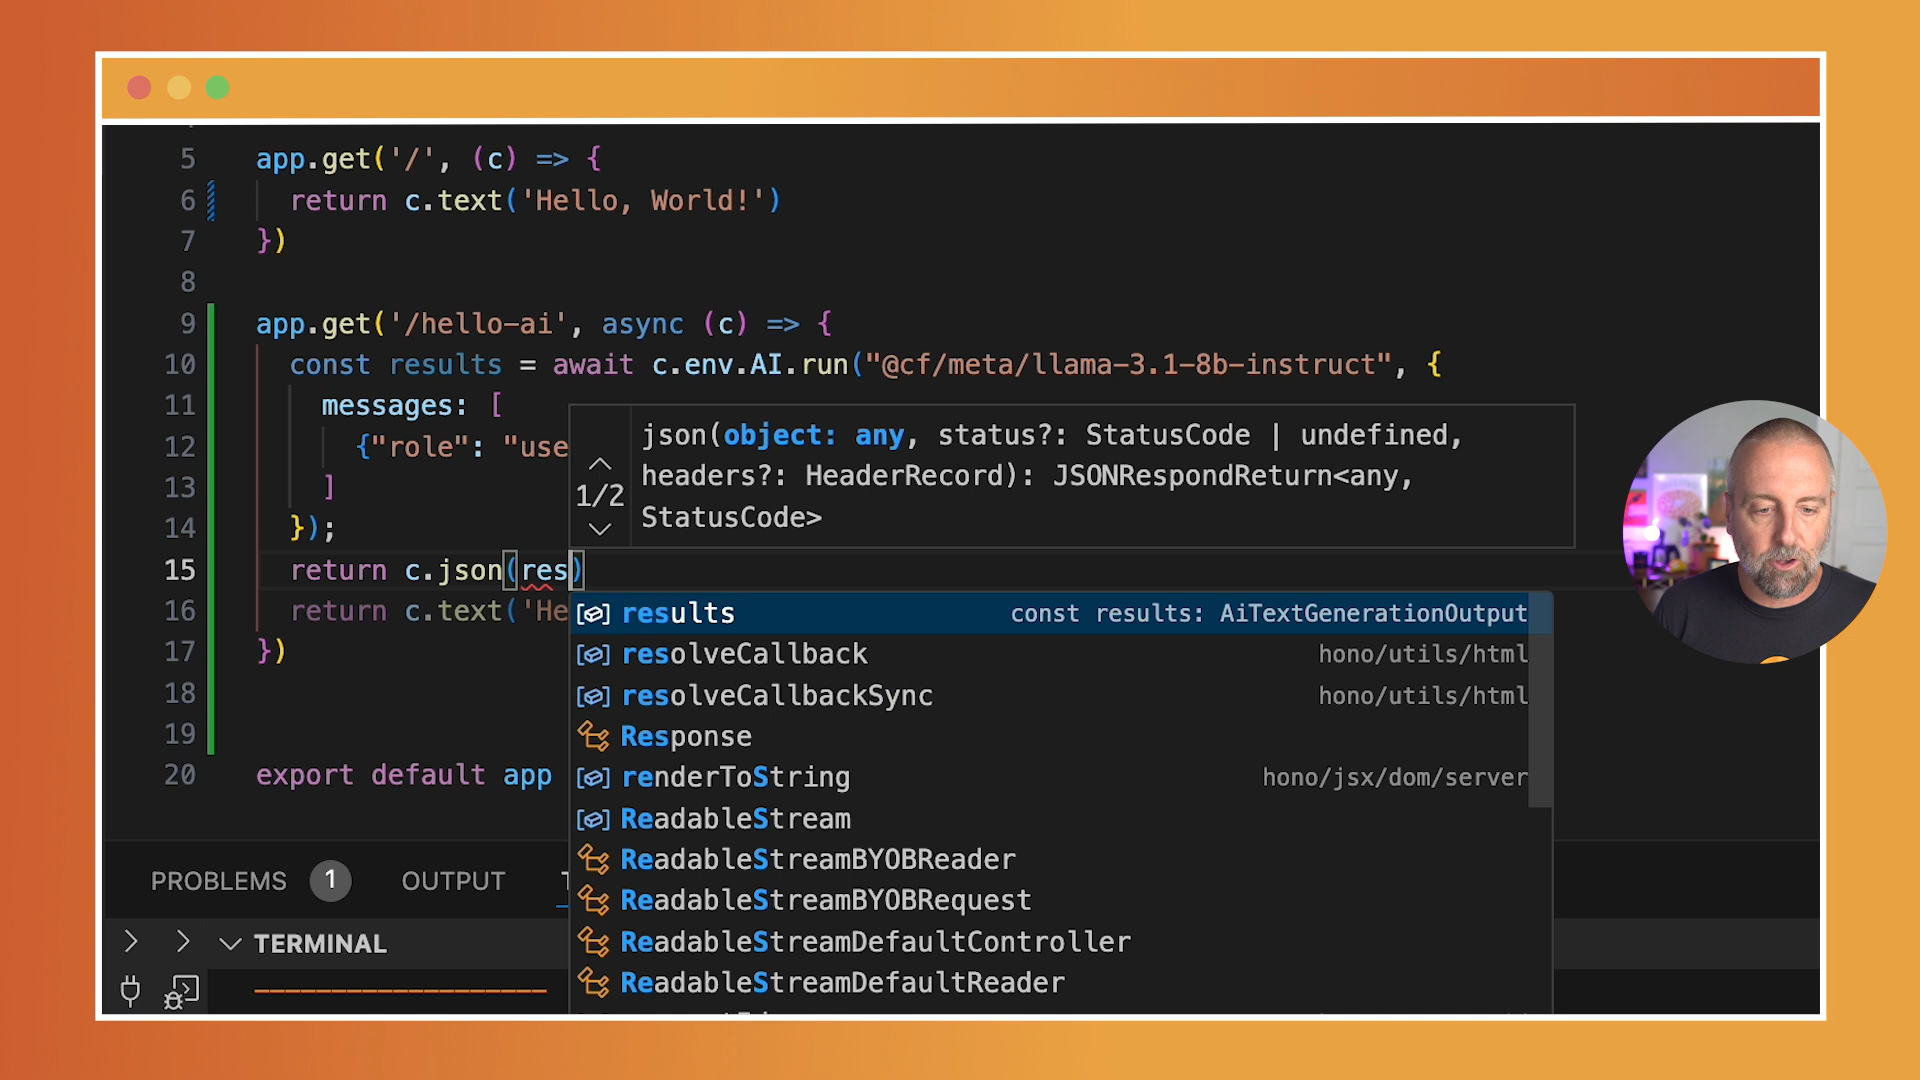 5 app.get('/', (c) => {
6 return c.text('Hello, World!')
7 })
8
9 app.get('/hello-ai', async (c) => {
10 const results = await c.env.AI.run("@cf/meta/llama-3.1-8b-instruct", {
11 messages: [
12 {"role": "use
13 ]
14 });
15 return c.json(res)
16 return c.text('He
17 })
18
19
20 export default app
json(object: any, status?: StatusCode | undefined,
headers?: HeaderRecord): JSONRespondReturn<any,
StatusCode>
1/2
results const results: AiTextGenerationOutput
resolveCallback hono/utils/html
resolveCallbackSync hono/utils/html
Response
renderToString hono/jsx/dom/server
ReadableStream
ReadableStreamBYOBReader
ReadableStreamBYOBRequest
ReadableStreamDefaultController
ReadableStreamDefaultReader
PROBLEMS 1 OUTPUT
TERMINAL